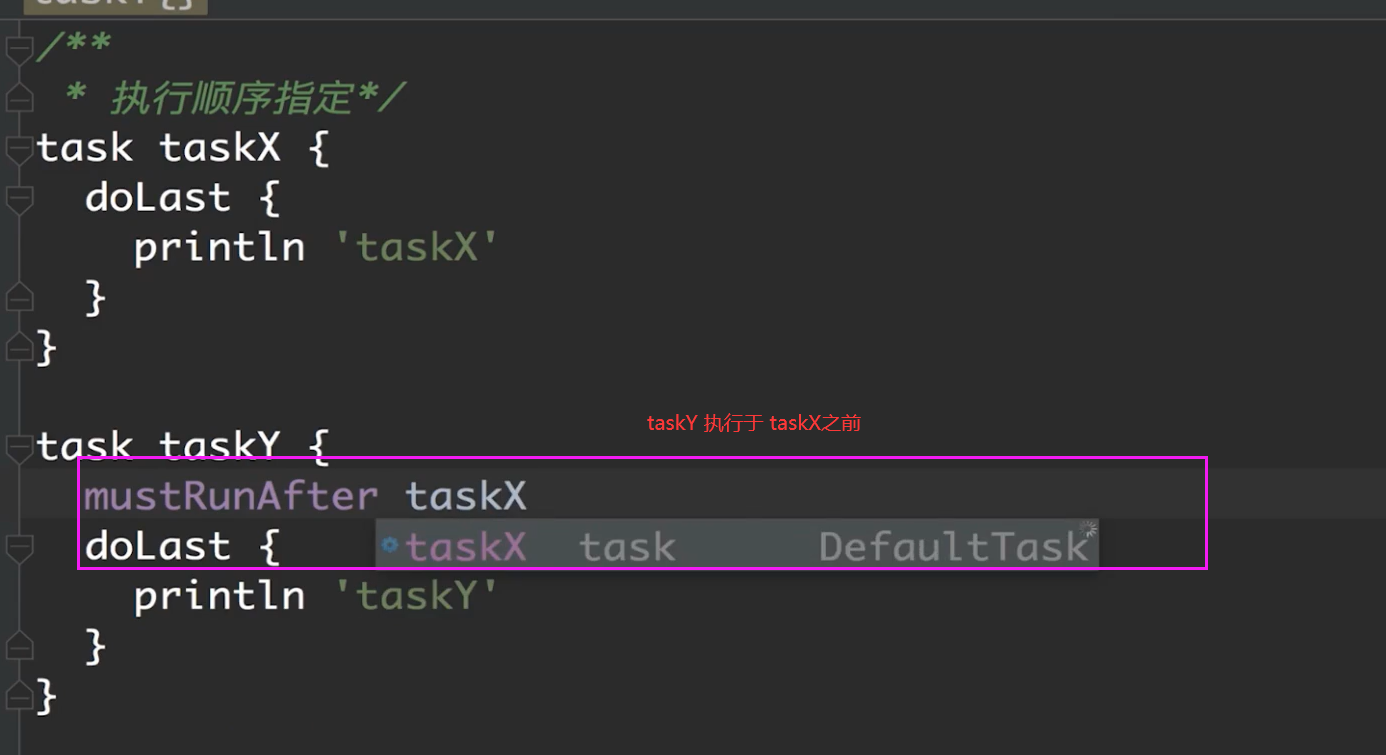 taskY {}
/**
* 执行顺序指定*/
task taskX {
doLast {
println 'taskX'
}
}
taskY 执行于 taskX之前
task taskY {
mustRunAfter taskX
doLast {
taskX task DefaultTask
println 'taskY'
}
}